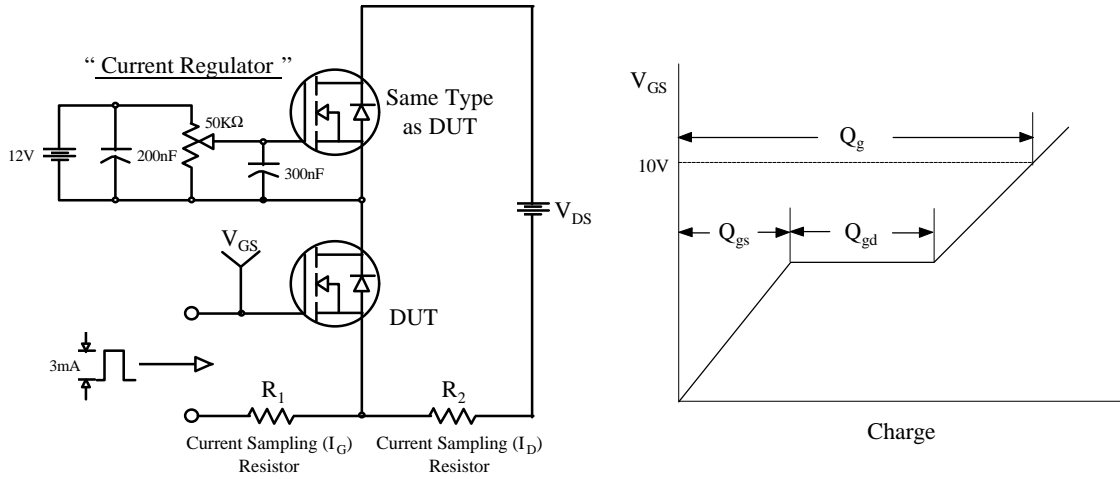 “ Current Regulator ”
Same Type
as DUT
50KΩ
12V
200nF
300nF
V_DS
V_GS
DUT
3mA
R_1
R_2
Current Sampling (I_G)
Resistor
Current Sampling (I_D)
Resistor
V_GS
Q_g
10V
Q_gs
Q_gd
Charge